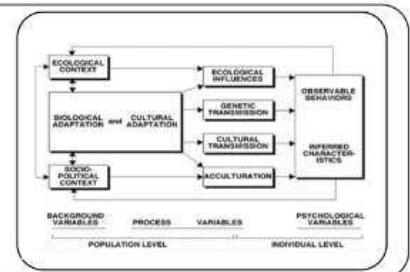 ECOLOGICAL
CONTEXT
ECOLOGICAL
INFLUENCES
OBSERVABLE
BEHAVIORS
BIOLOGICAL and CULTURAL
ADAPTATION ADAPTATION
GENETIC
TRANSMISSION
CULTURAL
TRANSMISSION
INFERRED
CHARACTER-
ISTICS
SOCIO-
POLITICAL
CONTEXT
ACCULTURATION
BACKGROUND
VARIABLES
PROCESS VARIABLES
PSYCHOLOGICAL
VARIABLES
POPULATION LEVEL
INDIVIDUAL LEVEL